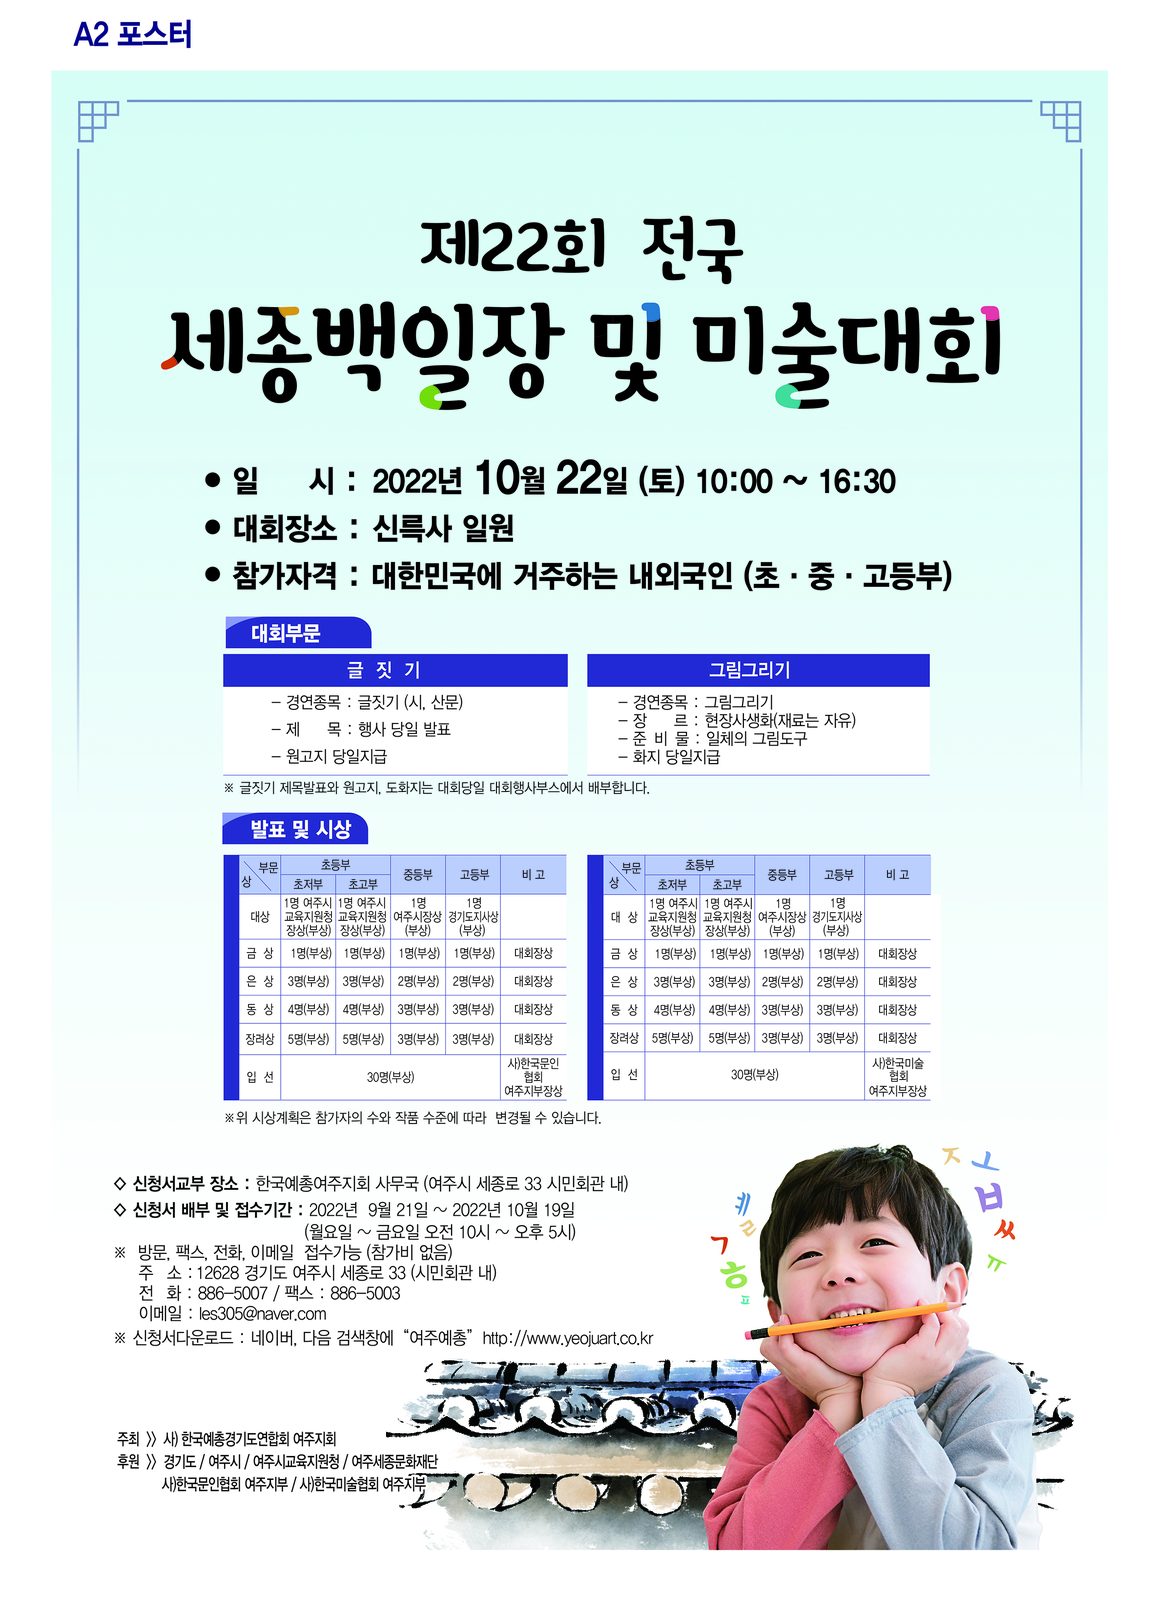 A2 포스터
제22회 전국
세종백일장 및 미술대회
● 일 시 : 2022년 10월 22일 (토) 10:00 ~ 16:30
● 대회장소 : 신륵사 일원
● 참가자격 : 대한민국에 거주하는 내외국인 (초 · 중 · 고등부)
대회부문
글 짓 기
– 경연종목 : 글짓기 (시, 산문)
– 제 목 : 행사 당일 발표
– 원고지 당일지급
그림그리기
– 경연종목 : 그림그리기
– 장 르 : 현장사생화(재료는 자유)
– 준 비 물 : 일체의 그림도구
– 화지 당일지급
※ 글짓기 제목발표와 원고지, 도화지는 대회당일 대회행사부스에서 배부합니다.
발표 및 시상
부문 초등부 중등부 고등부 비 고
상 초저부 초고부
대상 1명 여주시 교육지원청 장상(부상) 1명 여주시 교육지원청 장상(부상) 1명 여주시장상 (부상) 1명 경기도지사상 (부상)
금 상 1명(부상) 1명(부상) 1명(부상) 1명(부상) 대회장상
은 상 3명(부상) 3명(부상) 2명(부상) 2명(부상) 대회장상
동 상 4명(부상) 4명(부상) 3명(부상) 3명(부상) 대회장상
장려상 5명(부상) 5명(부상) 3명(부상) 3명(부상) 대회장상
입 선 30명(부상) 사)한국문인 협회 여주지부장상
부문 초등부 중등부 고등부 비 고
상 초저부 초고부
대 상 1명 여주시 교육지원청 장상(부상) 1명 여주시 교육지원청 장상(부상) 1명 여주시장상 (부상) 1명 경기도지사상 (부상)
금 상 1명(부상) 1명(부상) 1명(부상) 1명(부상) 대회장상
은 상 3명(부상) 3명(부상) 2명(부상) 2명(부상) 대회장상
동 상 4명(부상) 4명(부상) 3명(부상) 3명(부상) 대회장상
장려상 5명(부상) 5명(부상) 3명(부상) 3명(부상) 대회장상
입 선 30명(부상) 사)한국미술 협회 여주지부장상
※위 시상계획은 참가자의 수와 작품 수준에 따라 변경될 수 있습니다.
◇ 신청서교부 장소 : 한국예총여주지회 사무국 (여주시 세종로 33 시민회관 내)
◇ 신청서 배부 및 접수기간 : 2022년 9월 21일 ~ 2022년 10월 19일
(월요일 ~ 금요일 오전 10시 ~ 오후 5시)
※ 방문, 팩스, 전화, 이메일 접수가능 (참가비 없음)
주 소 : 12628 경기도 여주시 세종로 33 (시민회관 내)
전 화 : 886–5007 / 팩스 : 886–5003
이메일 : les305@naver.com
※ 신청서다운로드 : 네이버, 다음 검색창에 “여주예총” http://www.yeojuart.co.kr
주최 》 사) 한국예총경기도연합회 여주지회
후원 》 경기도 / 여주시 / 여주시교육지원청 / 여주세종문화재단
사)한국문인협회 여주지부 / 사)한국미술협회 여주지부